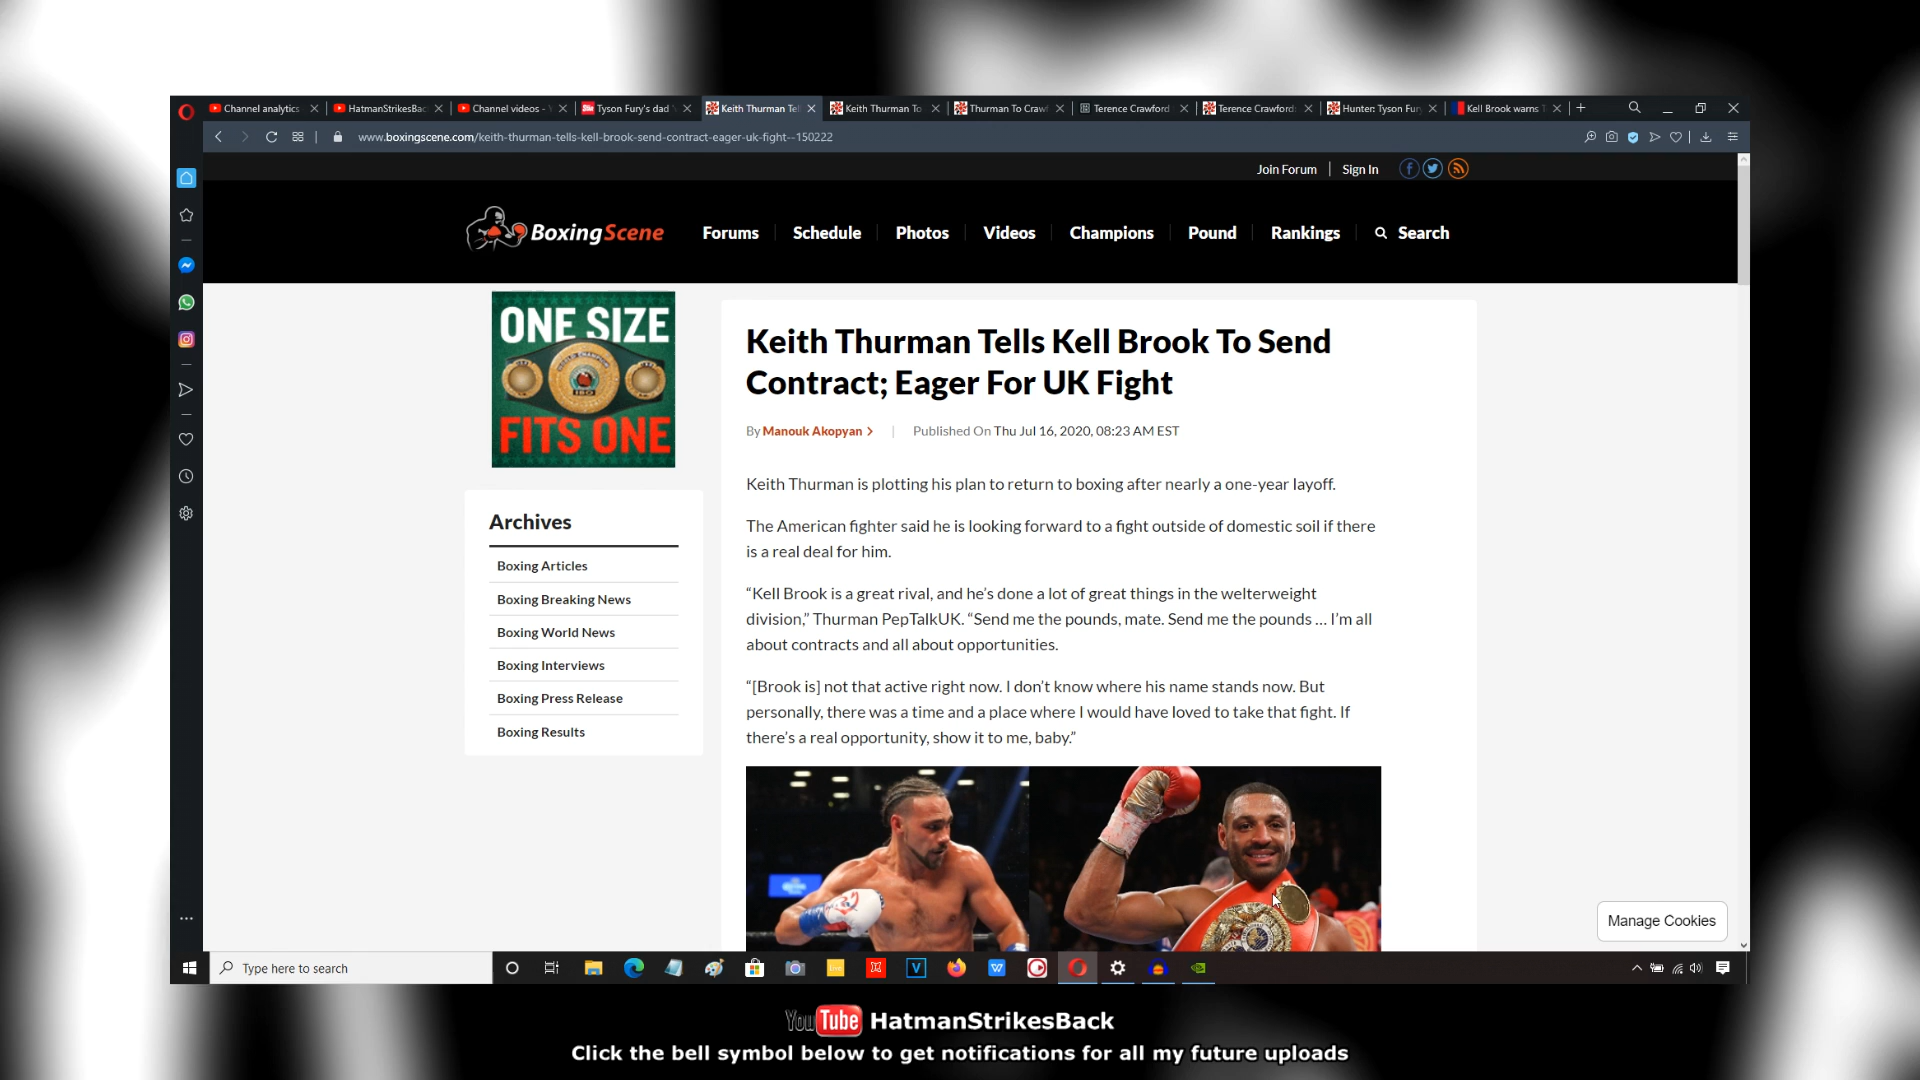 Channel analytics
HatmanStrikesBac
Channel videos -
Tyson Fury's dad
Keith Thurman Tel
Keith Thurman To
Thurman To Craw
Terence Crawford
Terence Crawford:
Hunter: Tyson Fur
Kell Brook warns
www.boxingscene.com/keith-thurman-tells-kell-brook-send-contract-eager-uk-fight--150222
Join Forum | Sign In
BoxingScene
Forums
Schedule
Photos
Videos
Champions
Pound
Rankings
Search
ONE SIZE
FITS ONE
Archives
Boxing Articles
Boxing Breaking News
Boxing World News
Boxing Interviews
Boxing Press Release
Boxing Results
Keith Thurman Tells Kell Brook To Send
Contract; Eager For UK Fight
By Manouk Akopyan > | Published On Thu Jul 16, 2020, 08:23 AM EST
Keith Thurman is plotting his plan to return to boxing after nearly a one-year layoff.
The American fighter said he is looking forward to a fight outside of domestic soil if there
is a real deal for him.
“Kell Brook is a great rival, and he’s done a lot of great things in the welterweight
division,” Thurman PepTalkUK. “Send me the pounds, mate. Send me the pounds … I’m all
about contracts and all about opportunities.
“[Brook is] not that active right now. I don’t know where his name stands now. But
personally, there was a time and a place where I would have loved to take that fight. If
there’s a real opportunity, show it to me, baby.”
Manage Cookies
Type here to search
YouTube HatmanStrikesBack
Click the bell symbol below to get notifications for all my future uploads